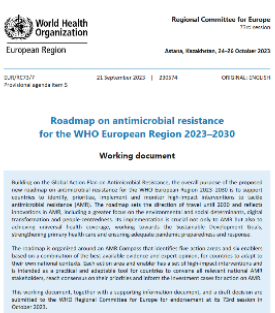 World Health
Organization
European Region
Regional Committee for Europe
73rd session
Astana, Kazakhstan, 24–26 October 2023
EUR/RC73/7
Provisional agenda item 5
21 September 2023 | 230574
ORIGINAL: ENGLISH
Roadmap on antimicrobial resistance
for the WHO European Region 2023–2030
Working document
Building on the Global Action Plan on Antimicrobial Resistance, the overall purpose of the proposed
new roadmap on antimicrobial resistance for the WHO European Region 2023–2030 is to support
countries to identify, prioritize, implement and monitor high-impact interventions to tackle
antimicrobial resistance (AMR). The roadmap sets the direction of travel until 2030 and reflects
innovations in AMR, including a greater focus on the environmental and social determinants, digital
transformation and people-centredness. Its implementation is crucial not only to AMR but also to
achieving universal health coverage, working towards the Sustainable Development Goals,
strengthening primary health care and ensuring adequate pandemic preparedness and response.
The roadmap is organized around an AMR Compass that identifies five action areas and six enablers
based on a combination of the best available evidence and expert opinion, for countries to adapt to
their own national contexts. Each action area and enabler has a set of high-impact interventions and
is intended as a practical and adaptable tool for countries to convene all relevant national AMR
stakeholders, reach consensus on their priorities and inform the investment cases for action on AMR.
This working document, together with a supporting information document, and a draft decision are
submitted to the WHO Regional Committee for Europe for endorsement at its 73rd session in
October 2023.